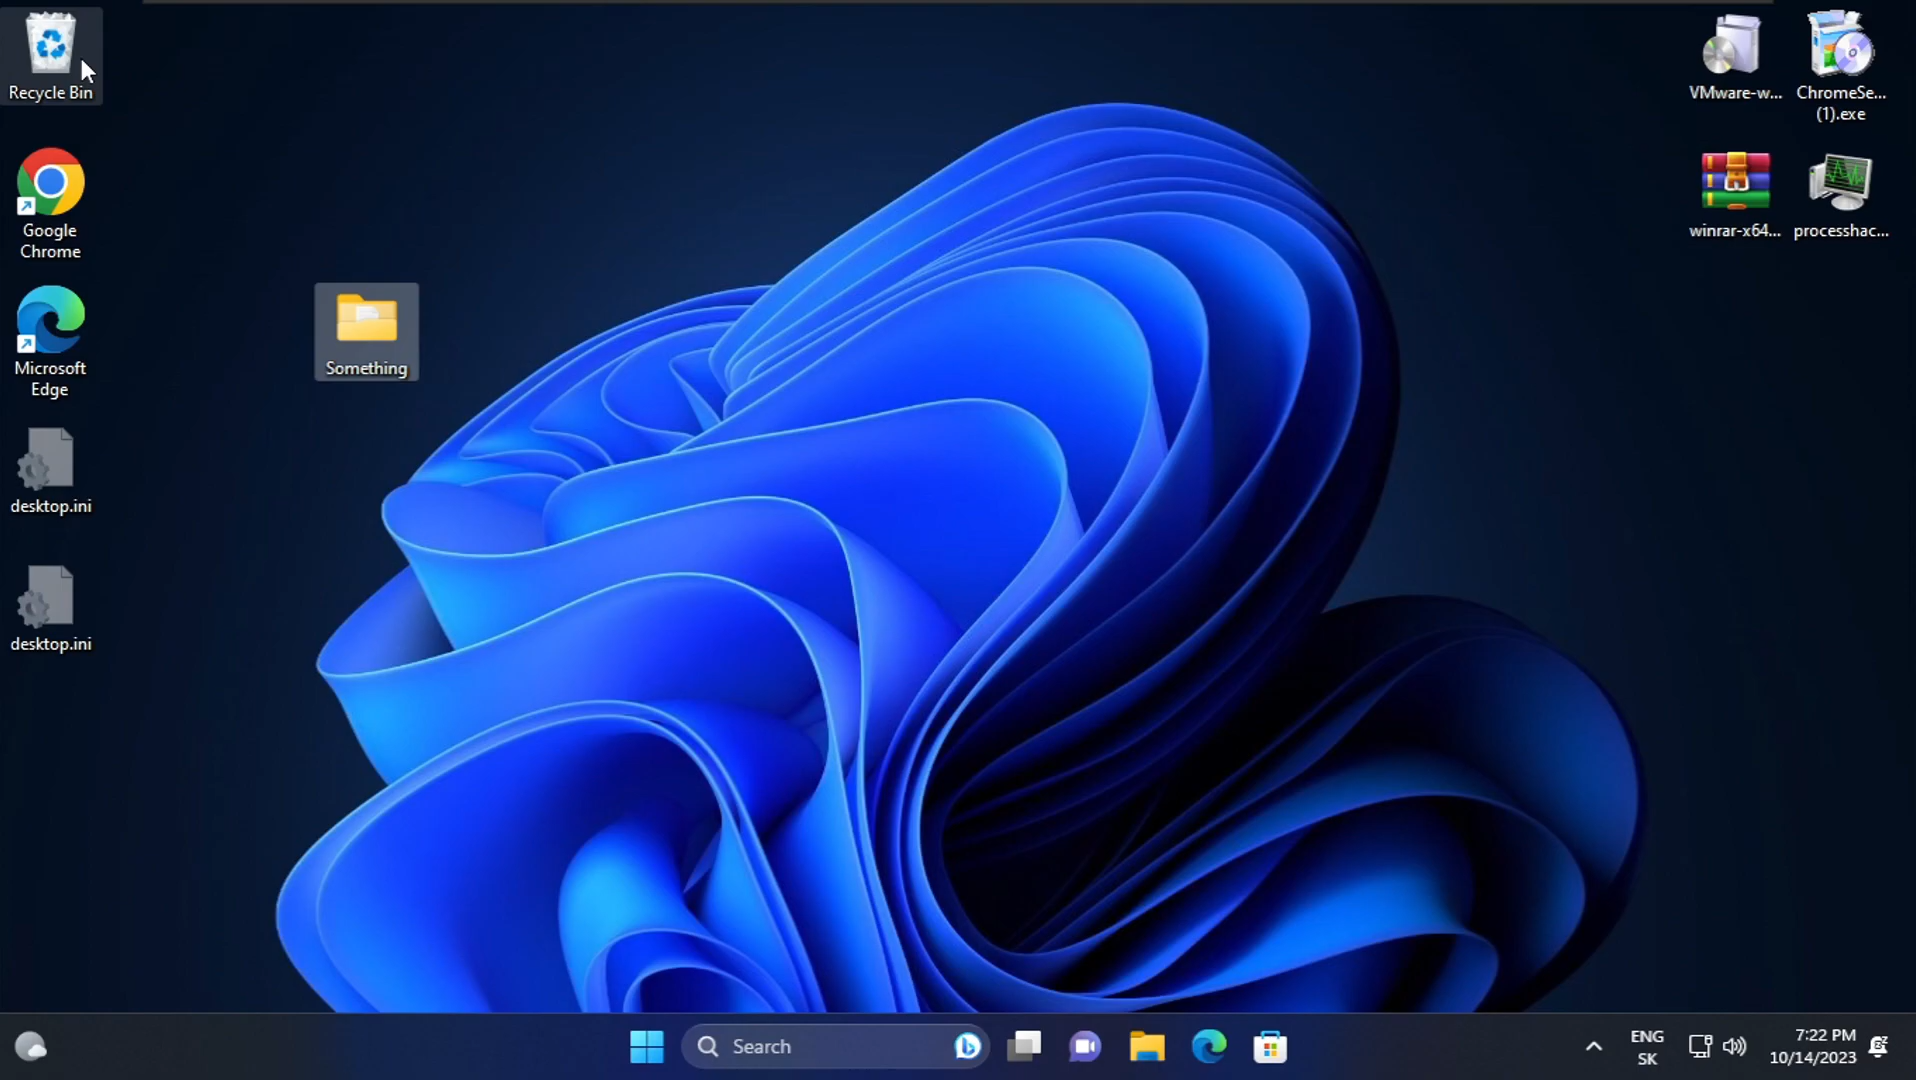 Recycle Bin
Google
Chrome
Microsoft
Edge
desktop.ini
desktop.ini
Something
VMware-w...
ChromeSe...
(1).exe
winrar-x64...
processhac...
Search
ENG
SK
7:22 PM
10/14/2023